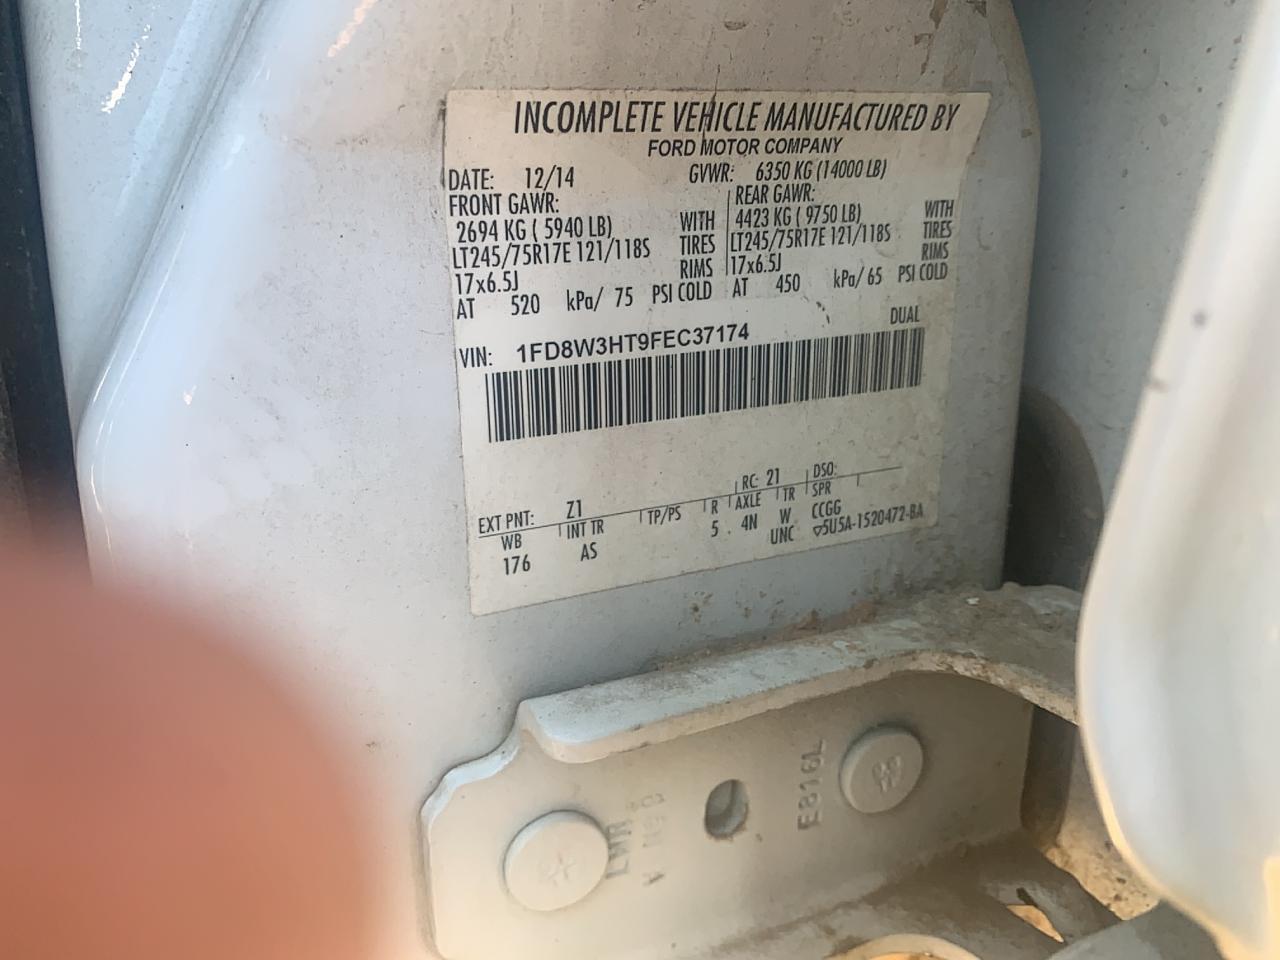 INCOMPLETE VEHICLE MANUFACTURED BY
FORD MOTOR COMPANY
DATE: 12/14 GVWR: 6350 KG (14000 LB)
FRONT GAWR: REAR GAWR:
2694 KG ( 5940 LB) WITH 4423 KG ( 9750 LB) WITH
LT245/75R17E 121/118S TIRES LT245/75R17E 121/118S TIRES
17x6.5J RIMS 17x6.5J RIMS
AT 520 kPa/ 75 PSI COLD AT 450 kPa/ 65 PSI COLD
DUAL
VIN: 1FD8W3HT9FEC37174
EXT PNT: Z1 RC: 21 DSO:
WB INT TR TP/PS R AXLE TR SPR
176 AS 5 4N W CCGG
UNC ▽5U5A-1520472-BA
E816L
LWR